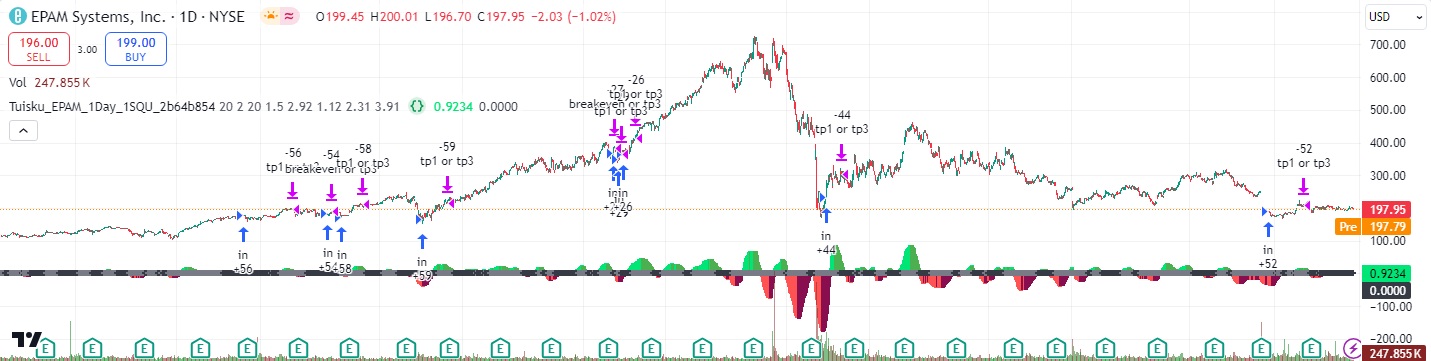 EPAM Systems, Inc. · 1D · NYSE O199.45 H200.01 L196.70 C197.95 −2.03 (−1.02%)
USD
196.00
SELL
3.00
199.00
BUY
Vol 247.855 K
Tuisku_EPAM_1Day_1SQU_2b64b854 20 2 20 1.5 2.92 1.12 2.31 3.91 {} 0.9234 0.0000
700.00
600.00
500.00
400.00
300.00
197.95
Pre 197.79
100.00
0.9234
0.0000
−100.00
−200.00
247.855 K
-56
tp1
-54
breakeven or tp3
-58
tp1 or tp3
-59
tp1 or tp3
-27
breakeven or tp3
tp1 or tp3
-26
tp1 or tp3
-44
tp1 or tp3
-52
tp1 or tp3
in
+56
in
in
+58
in
+59
in
+26
in
+44
in
+52
E E E E E E E E E E E E E E E E E E E E E E E E E E